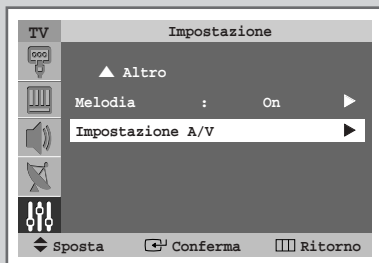 TV Impostazione
▲ Altro
Melodia : On ▶
Impostazione A/V ▶
Sposta Conferma Ritorno